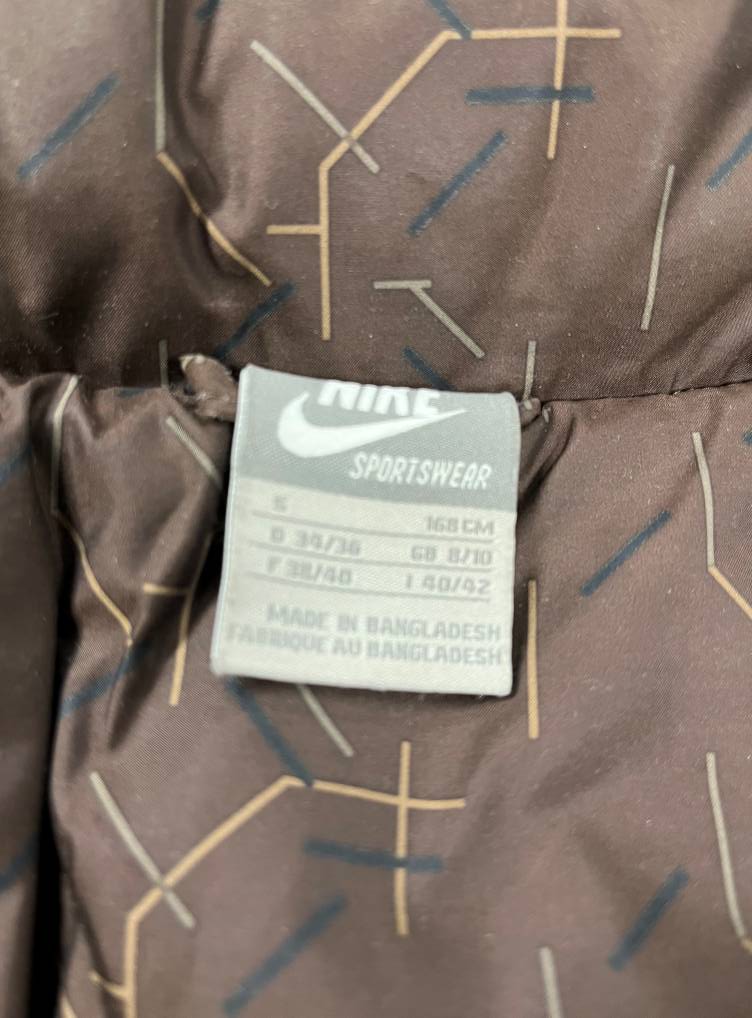 NIKE
SPORTSWEAR
S 168 CM
D 34/36 GB 8/10
F 38/40 I 40/42
MADE IN BANGLADESH
FABRIQUE AU BANGLADESH